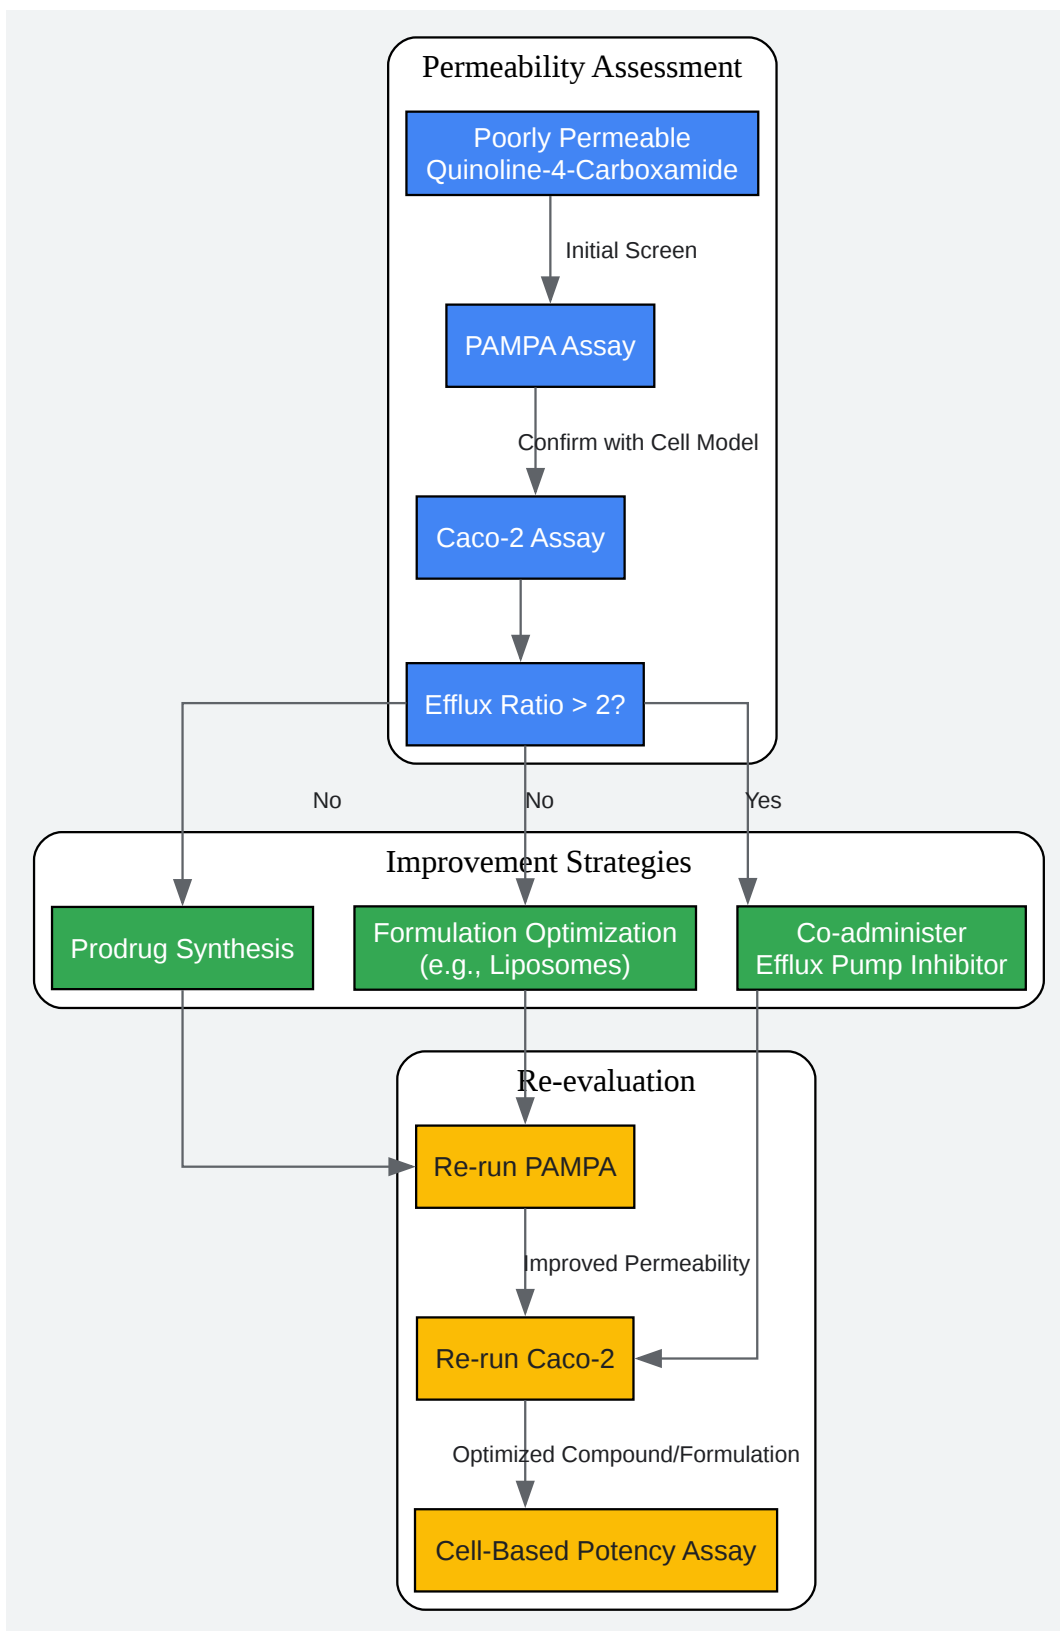 Permeability Assessment
Poorly Permeable
Quinoline-4-Carboxamide
Initial Screen
PAMPA Assay
Confirm with Cell Model
Caco-2 Assay
Efflux Ratio > 2?
No
No
Yes
Improvement Strategies
Prodrug Synthesis
Formulation Optimization
(e.g., Liposomes)
Co-administer
Efflux Pump Inhibitor
Re-evaluation
Re-run PAMPA
Improved Permeability
Re-run Caco-2
Optimized Compound/Formulation
Cell-Based Potency Assay